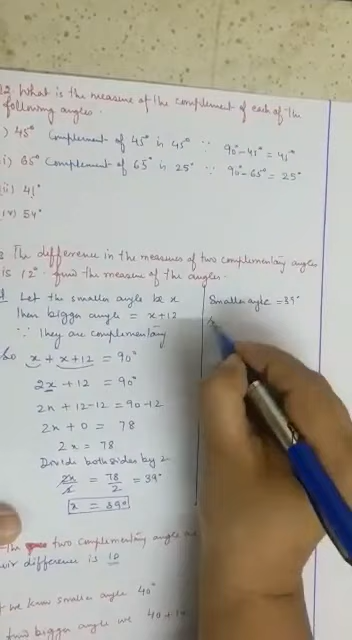 2. What is the measure of the complement of each of the
following angles.
i) 45° Complement of 45° is 45° ∵ 90°-45° = 45°
ii) 65° Complement of 65° is 25° ∵ 90°-65° = 25°
iii) 41°
iv) 54°
The difference in the measures of two complementary angles
is 12°. find the measure of the angles.
Let the smaller angle be x
Then bigger angle = x+12
∵ They are complementary
So x + x+12 = 90°
2x + 12 = 90°
2x + 12-12 = 90-12
2x + 0 = 78
2x = 78
Divide both sides by 2
2x/2 = 78/2 = 39°
x = 39°
Smaller angle = 39°
The two complementary angle are
difference is 10
we know smaller angle 40°
find bigger angle we 40+10